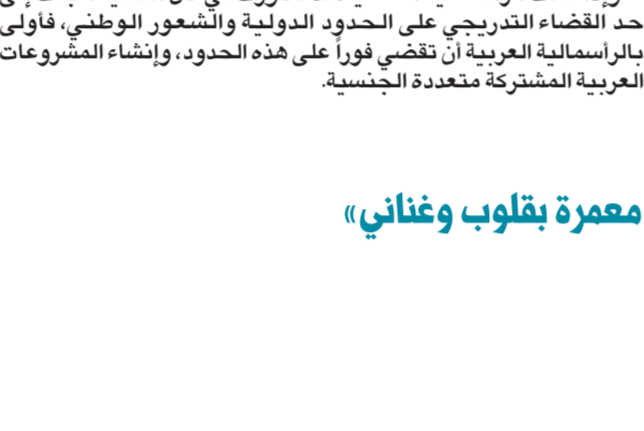 حد القضاء التدريجي على الحدود الدولية والشعور الوطني، فأولى
بالرأسمالية العربية أن تقضي فوراً على هذه الحدود، وإنشاء المشروعات
العربية المشتركة متعددة الجنسية.
معمرة بقلوب وغناني»